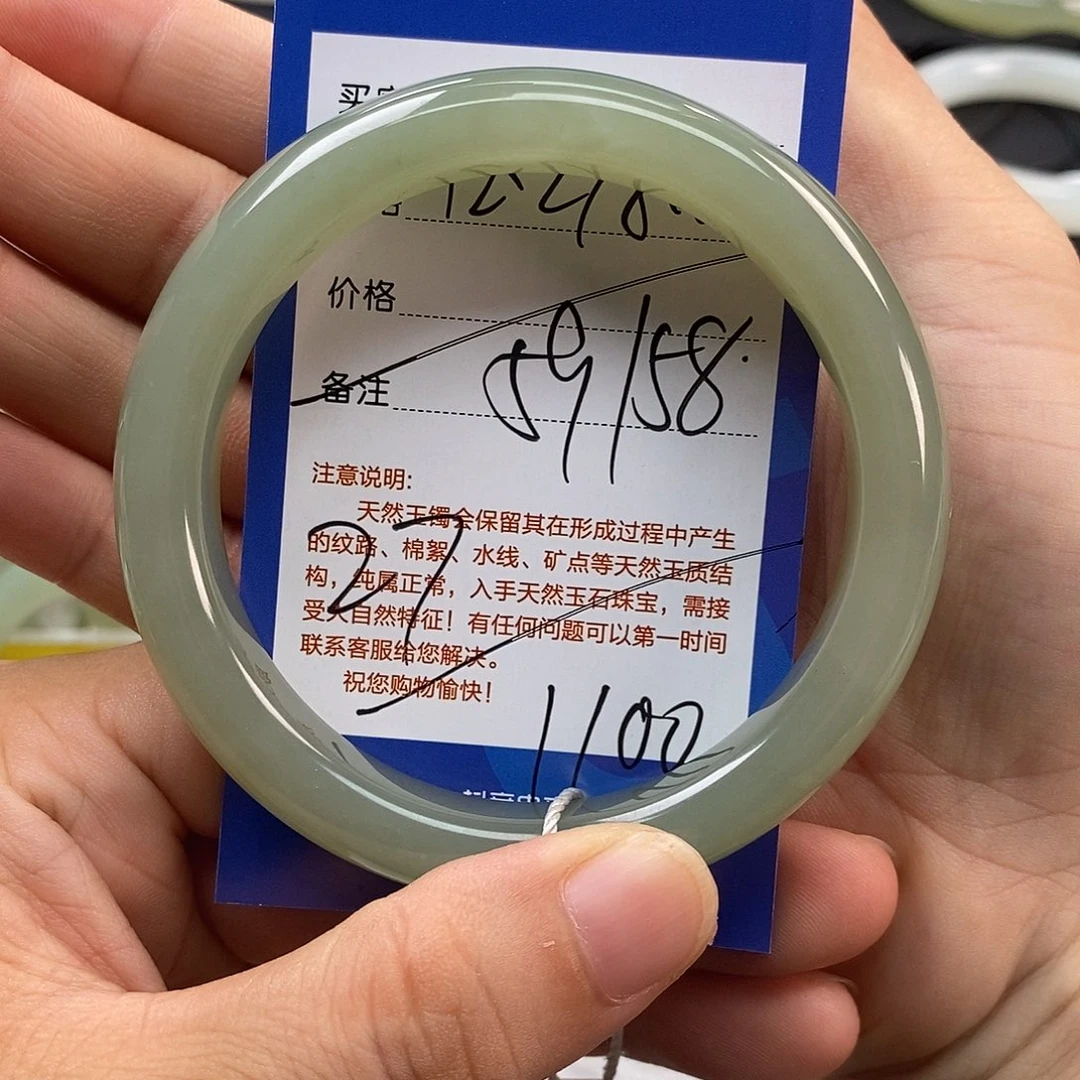 买
价格
59/58.
备注
注意说明:
天然玉镯会保留其在形成过程中产生
的纹路、棉絮、水线、矿点等天然玉质结
构，纯属正常，入手天然玉石珠宝，需接
受大自然特征！有任何问题可以第一时间
联系客服给您解决。
祝您购物愉快！
27
1100